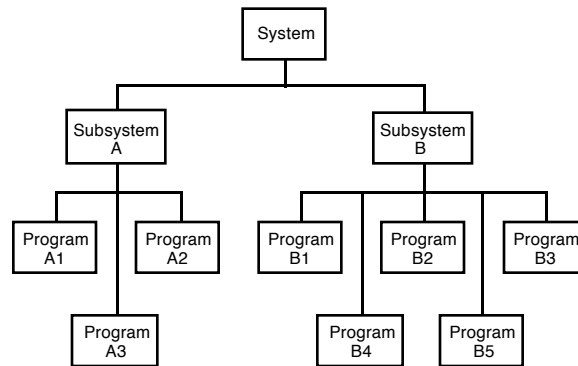 System
Subsystem
A
Subsystem
B
Program
A1
Program
A2
Program
B1
Program
B2
Program
B3
Program
A3
Program
B4
Program
B5